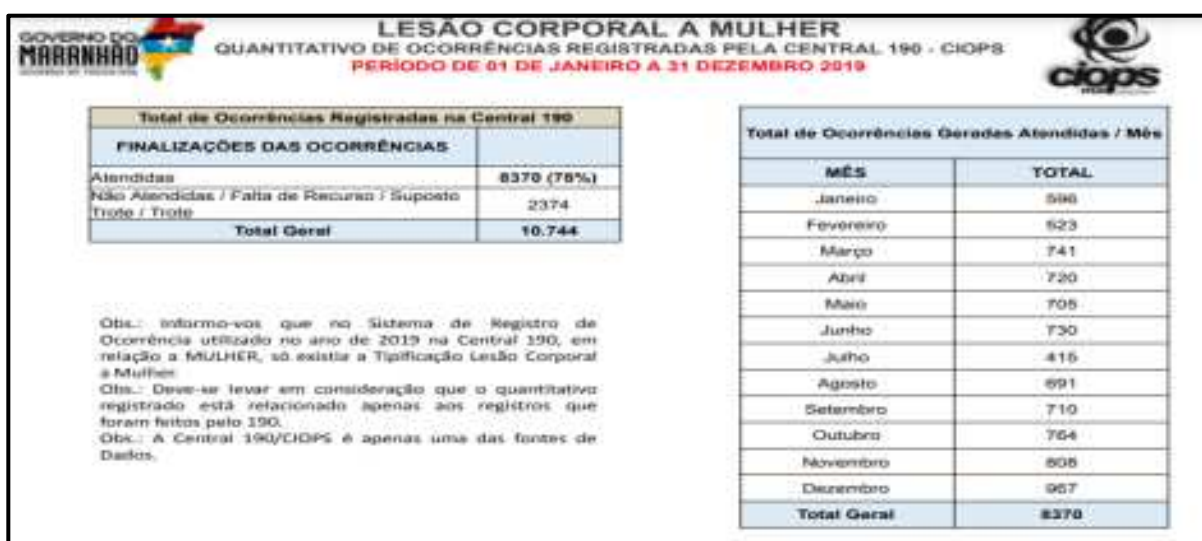 GOVERNO DO
MARANHÃO
LESÃO CORPORAL A MULHER
QUANTITATIVO DE OCORRÊNCIAS REGISTRADAS PELA CENTRAL 190 - CIOPS
PERÍODO DE 01 DE JANEIRO A 31 DEZEMBRO 2019
ciops
Total de Ocorrências Registradas na Central 190
FINALIZAÇÕES DAS OCORRÊNCIAS
Atendidas 8370 (78%)
Não Atendidas / Falta de Recurso / Suposto
Trote / Trote 2374
Total Geral 10.744
Obs.: Informo-vos que no Sistema de Registro de
Ocorrência utilizado no ano de 2019 na Central 190, em
relação a MULHER, só existia a Tipificação Lesão Corporal
a Mulher.
Obs.: Deve-se levar em consideração que o quantitativo
registrado está relacionado apenas aos registros que
foram feitos pelo 190.
Obs.: A Central 190/CIOPS é apenas uma das fontes de
Dados.
Total de Ocorrências Geradas Atendidas / Mês
MÊS TOTAL
Janeiro 596
Fevereiro 523
Março 741
Abril 720
Maio 705
Junho 730
Julho 415
Agosto 691
Setembro 710
Outubro 764
Novembro 808
Dezembro 967
Total Geral 8370